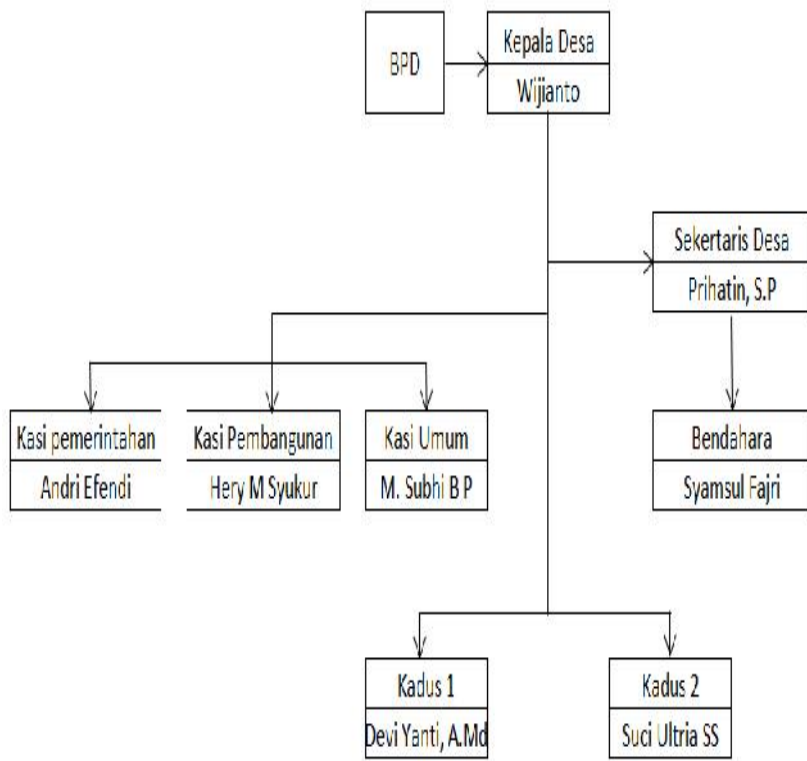 BPD
Kepala Desa
Wijianto
Sekertaris Desa
Prihatin, S.P
Kasi pemerintahan
Andri Efendi
Kasi Pembangunan
Hery M Syukur
Kasi Umum
M. Subhi B P
Bendahara
Syamsul Fajri
Kadus 1
Devi Yanti, A.Md
Kadus 2
Suci Ultria SS